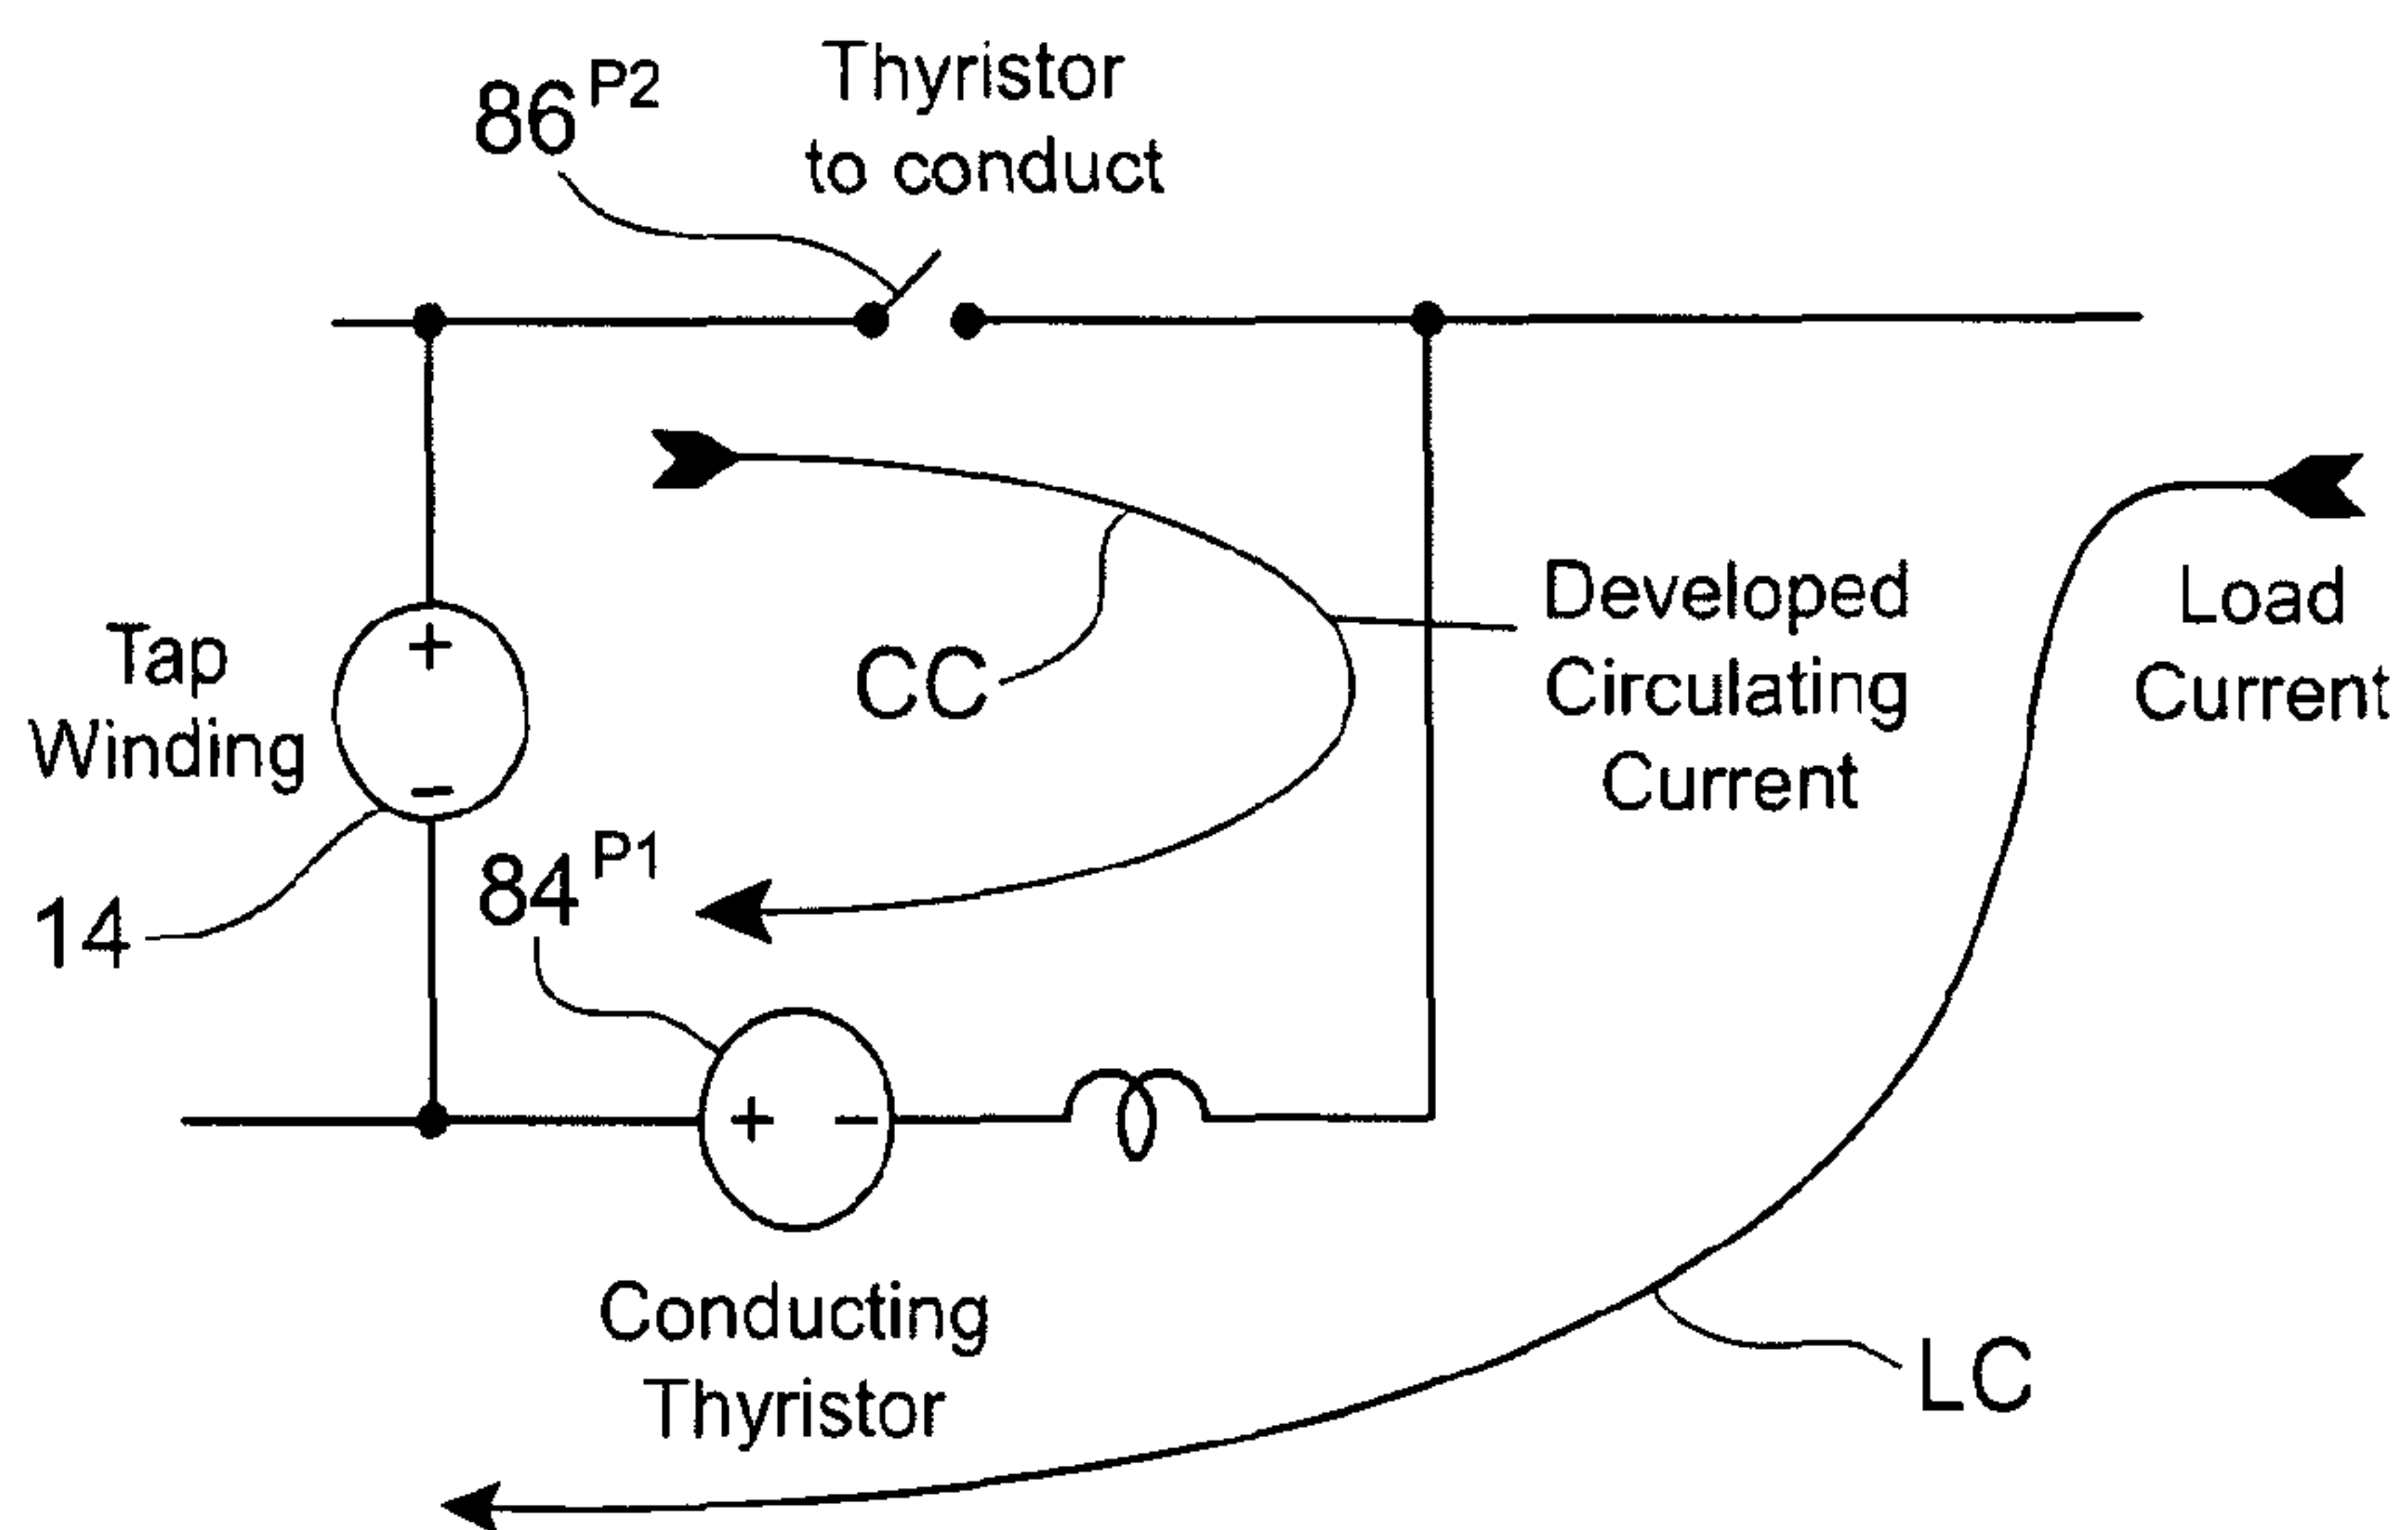 86 P2
Thyristor
to conduct
Tap
Winding
+
−
14
CC
Developed
Circulating
Current
Load
Current
84 P1
+ −
Conducting
Thyristor
LC